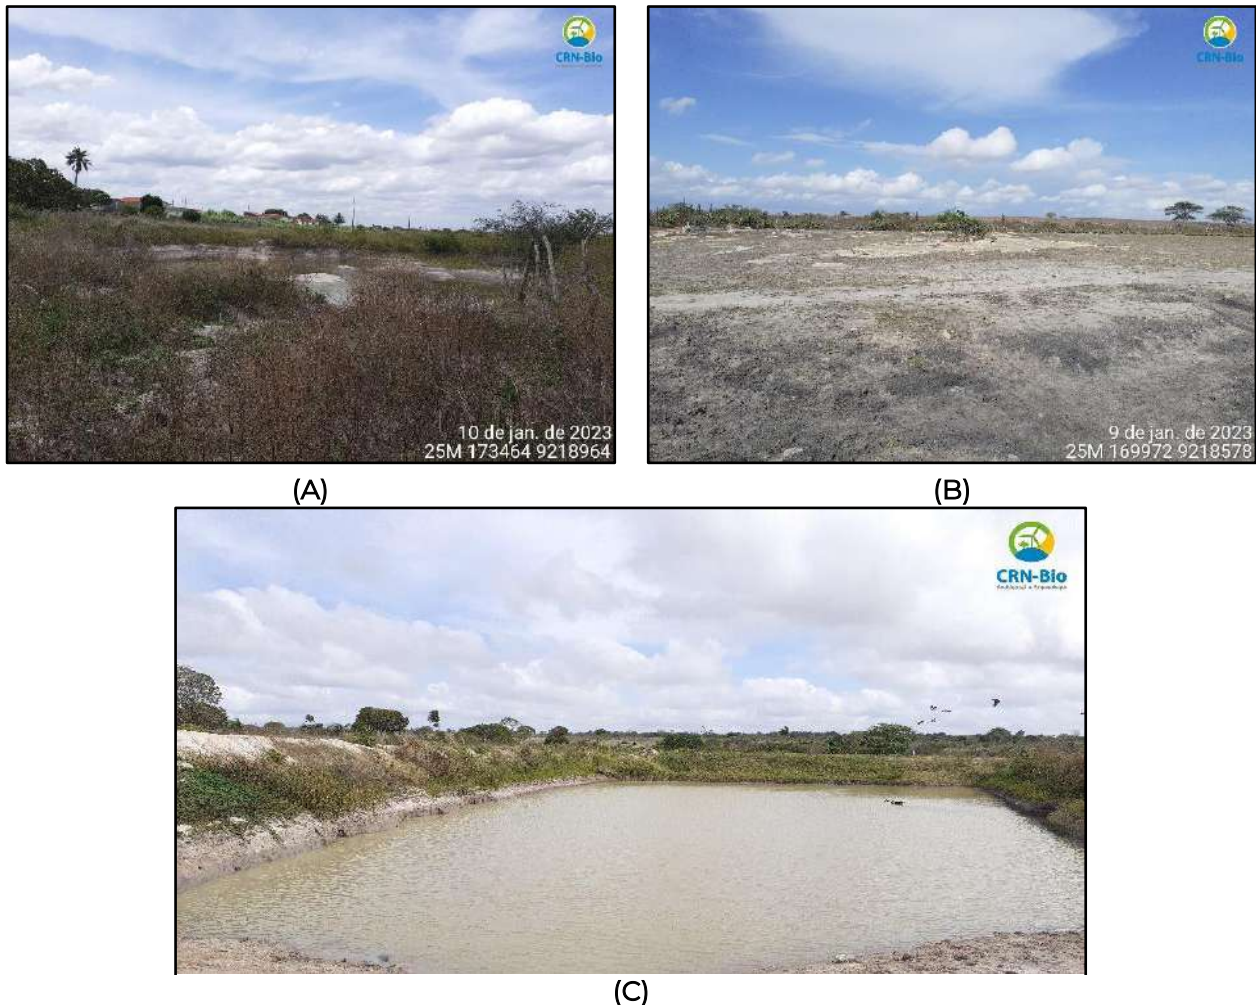 CRN-Bio
CRN-Bio
10 de jan. de 2023
25M 173464 9218964
9 de jan. de 2023
25M 169972 9218578
(A)
(B)
CRN-Bio
(C)